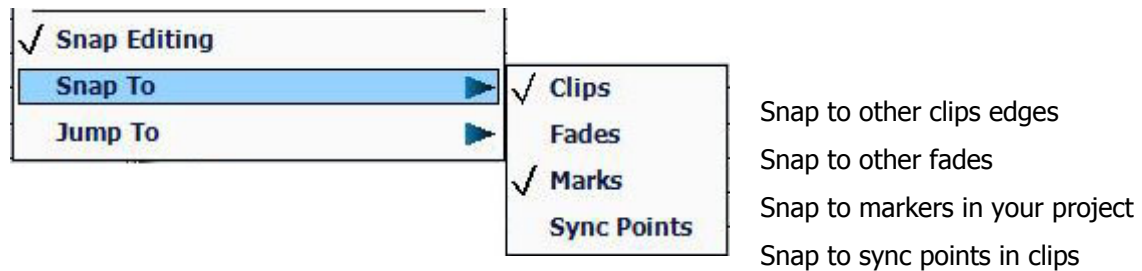 Snap Editing
Snap To
Jump To
Clips
Fades
Marks
Sync Points
Snap to other clips edges
Snap to other fades
Snap to markers in your project
Snap to sync points in clips